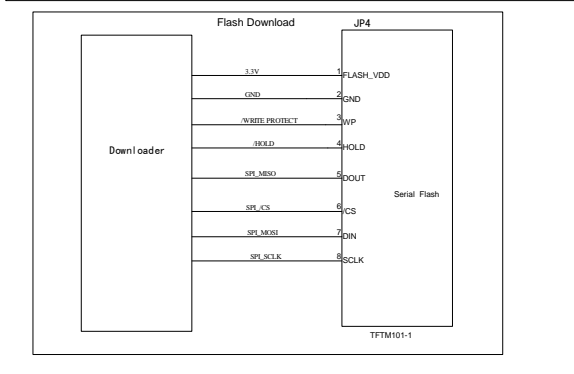 Flash Download JP4
3.3V 1 FLASH_VDD
GND 2 GND
/WRITE PROTECT 3 WP
/HOLD 4 HOLD
Downloader
SPI_MISO 5 DOUT
Serial Flash
SPI_/CS 6 /CS
SPI_MOSI 7 DIN
SPI_SCLK 8 SCLK
TFTM101-1